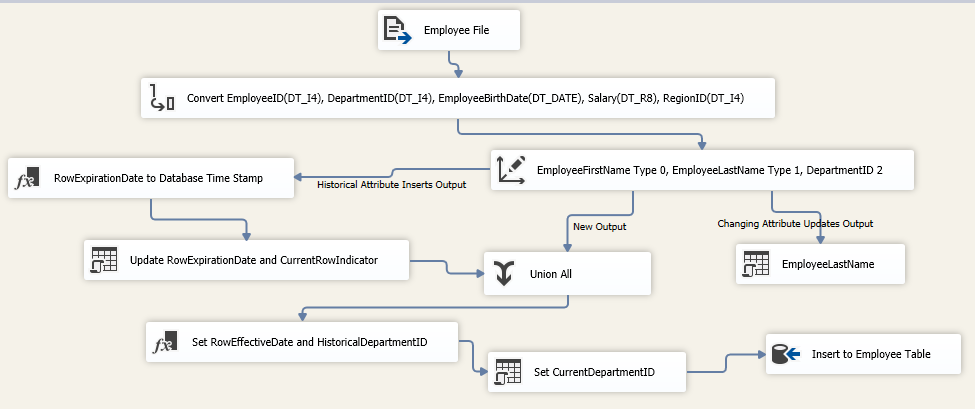 Employee File
Convert EmployeeID(DT_I4), DepartmentID(DT_I4), EmployeeBirthDate(DT_DATE), Salary(DT_R8), RegionID(DT_I4)
EmployeeFirstName Type 0, EmployeeLastName Type 1, DepartmentID 2
RowExpirationDate to Database Time Stamp
Historical Attribute Inserts Output
New Output
Changing Attribute Updates Output
Update RowExpirationDate and CurrentRowIndicator
Union All
EmployeeLastName
Set RowEffectiveDate and HistoricalDepartmentID
Set CurrentDepartmentID
Insert to Employee Table